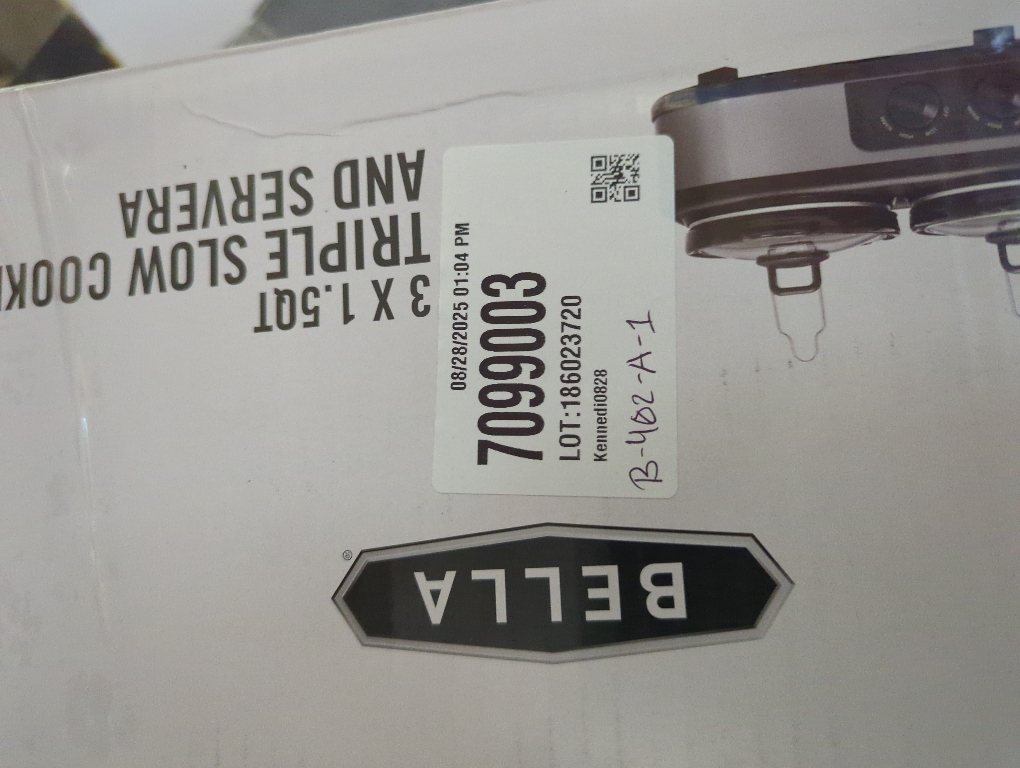 3 X 1.5QT
TRIPLE SLOW COOK
AND SERVERA
08/28/2025 01:04 PM
7099003
LOT:186023720
Kennedi0828
B-402-A-1
BELLA
®